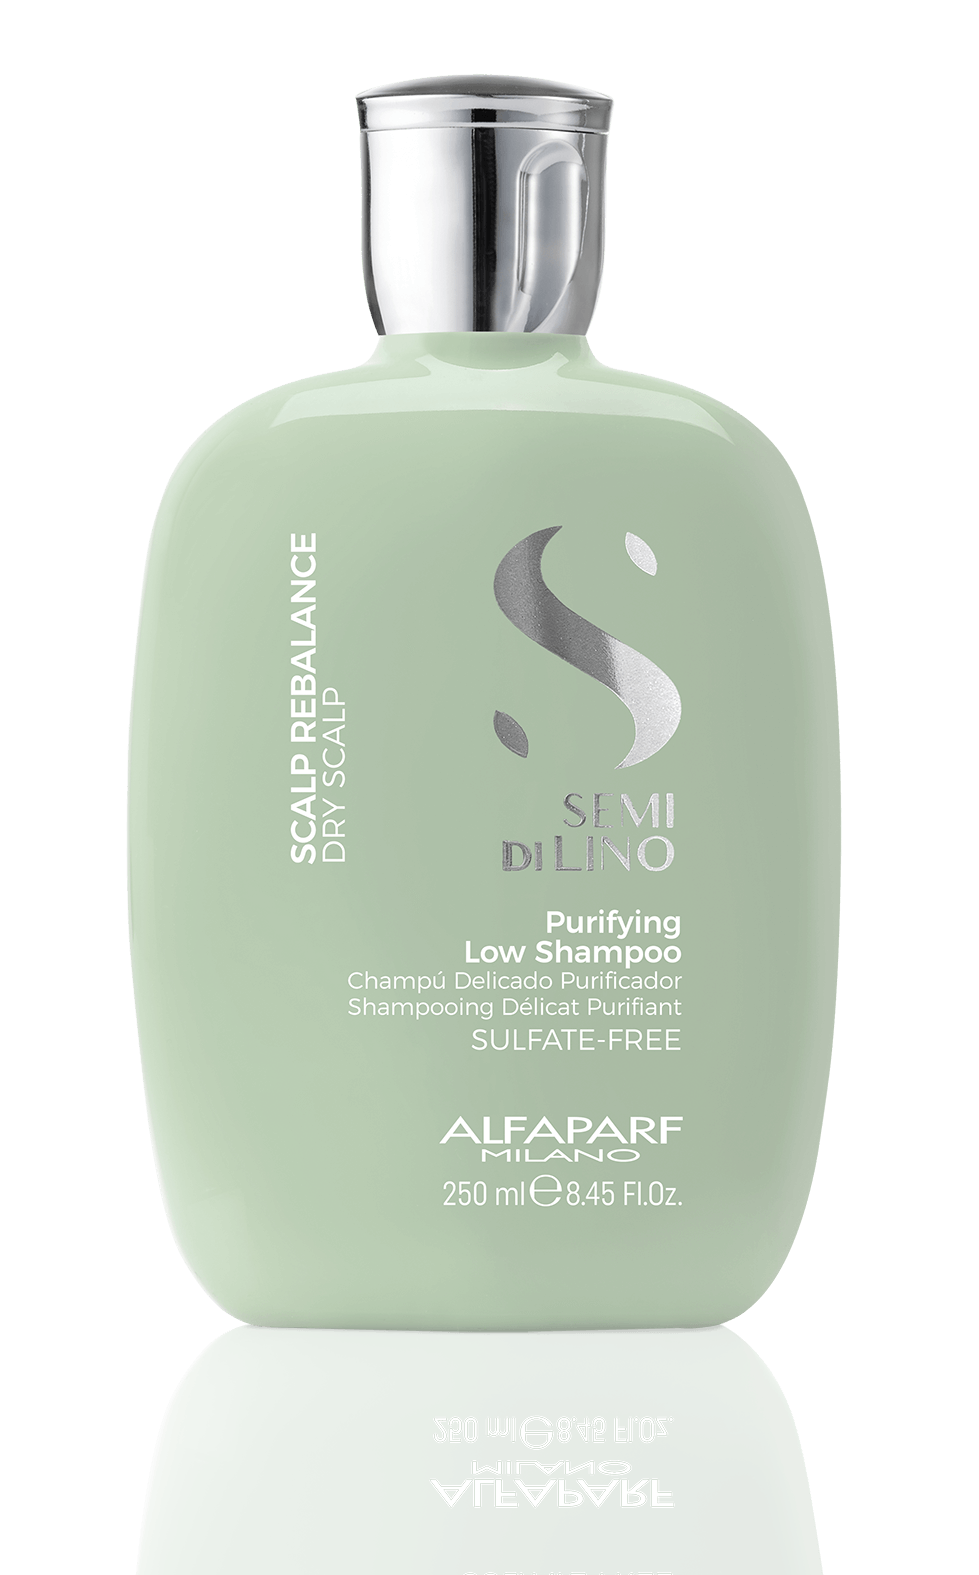 SCALP REBALANCE
DRY SCALP
SEMI
DI LINO
Purifying
Low Shampoo
Champú Delicado Purificador
Shampooing Délicat Purifiant
SULFATE-FREE
ALFAPARF
MILANO
250 ml ℮ 8.45 Fl.Oz.